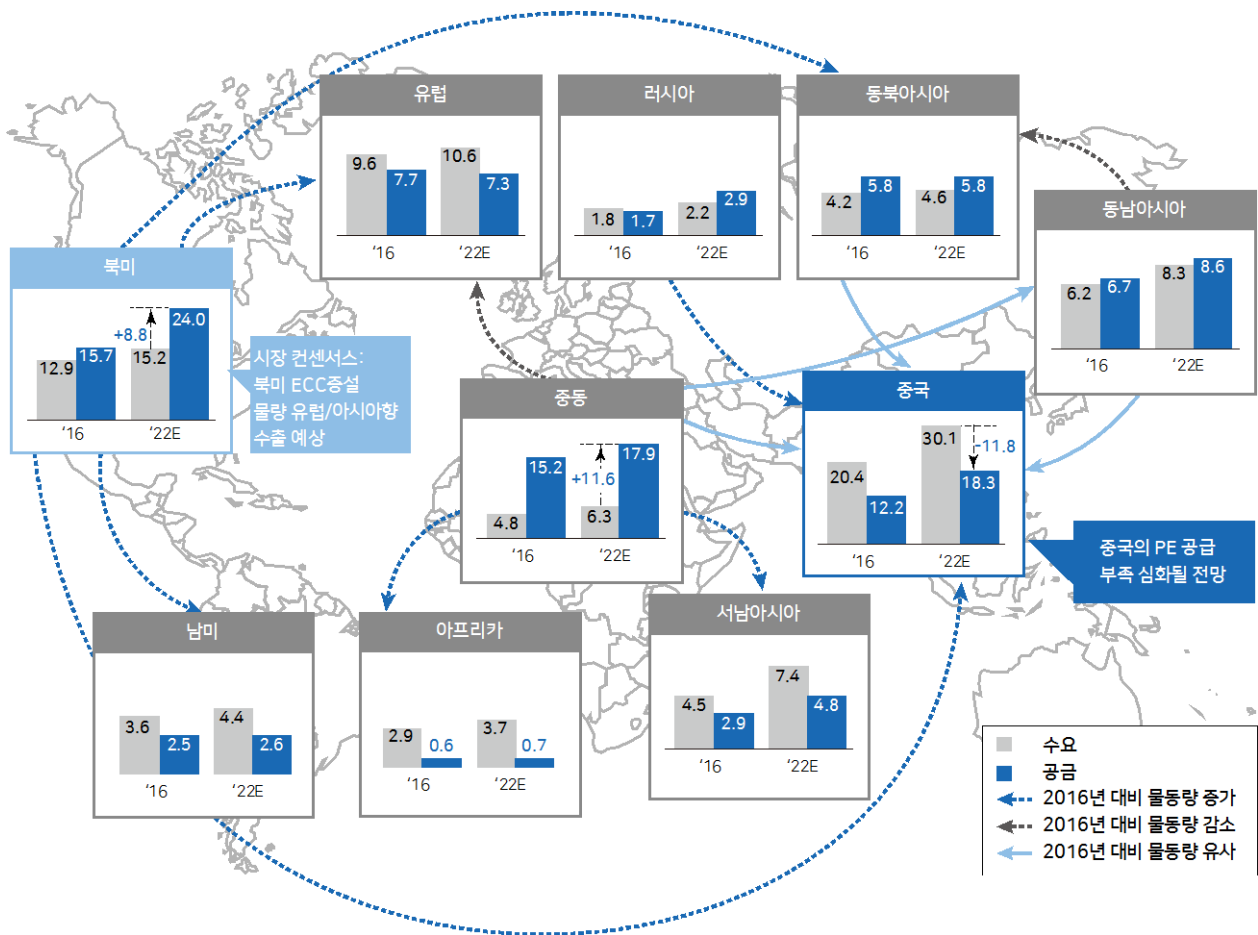 유럽
9.6
7.7
10.6
7.3
‘16
‘22E
러시아
1.8
1.7
2.2
2.9
‘16
‘22E
동북아시아
4.2
5.8
4.6
5.8
‘16
‘22E
동남아시아
6.2
6.7
8.3
8.6
‘16
‘22E
북미
12.9
15.7
+8.8
15.2
24.0
‘16
‘22E
시장 컨센서스:
북미 ECC증설
물량 유럽/아시아향
수출 예상
중동
4.8
15.2
+11.6
6.3
17.9
‘16
‘22E
중국
20.4
12.2
30.1
-11.8
18.3
‘16
‘22E
중국의 PE 공급
부족 심화될 전망
남미
3.6
2.5
4.4
2.6
‘16
‘22E
아프리카
2.9
0.6
3.7
0.7
‘16
‘22E
서남아시아
4.5
2.9
7.4
4.8
‘16
‘22E
수요
공급
2016년 대비 물동량 증가
2016년 대비 물동량 감소
2016년 대비 물동량 유사